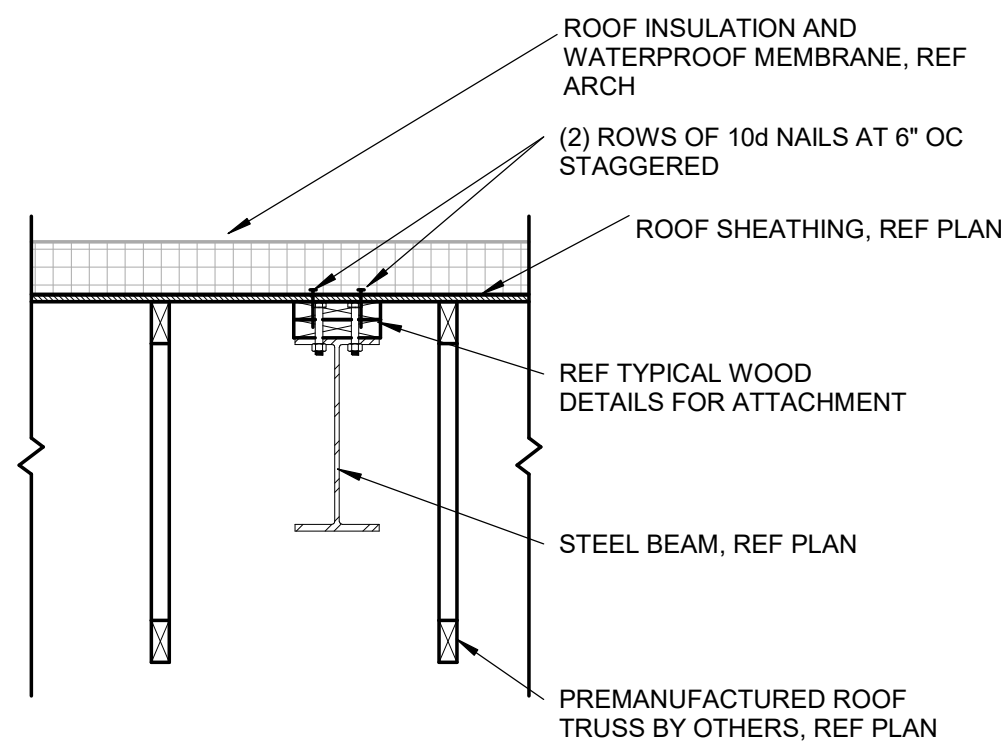 ROOF INSULATION AND
WATERPROOF MEMBRANE, REF
ARCH
(2) ROWS OF 10d NAILS AT 6" OC
STAGGERED
ROOF SHEATHING, REF PLAN
REF TYPICAL WOOD
DETAILS FOR ATTACHMENT
STEEL BEAM, REF PLAN
PREMANUFACTURED ROOF
TRUSS BY OTHERS, REF PLAN